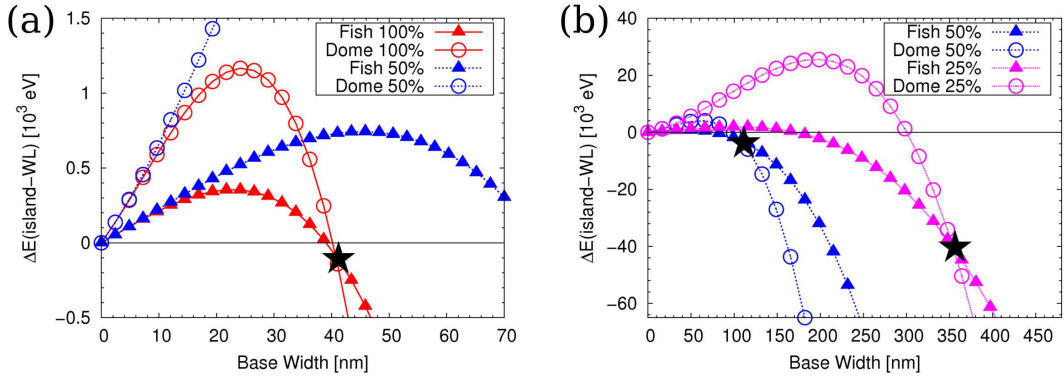 (a)
ΔE(island−WL) [10³ eV]
1.5
1
0.5
0
−0.5
Fish 100%
Dome 100%
Fish 50%
Dome 50%
0 10 20 30 40 50 60 70
Base Width [nm]
(b)
ΔE(island−WL) [10³ eV]
40
20
0
−20
−40
−60
Fish 50%
Dome 50%
Fish 25%
Dome 25%
0 50 100 150 200 250 300 350 400 450
Base Width [nm]